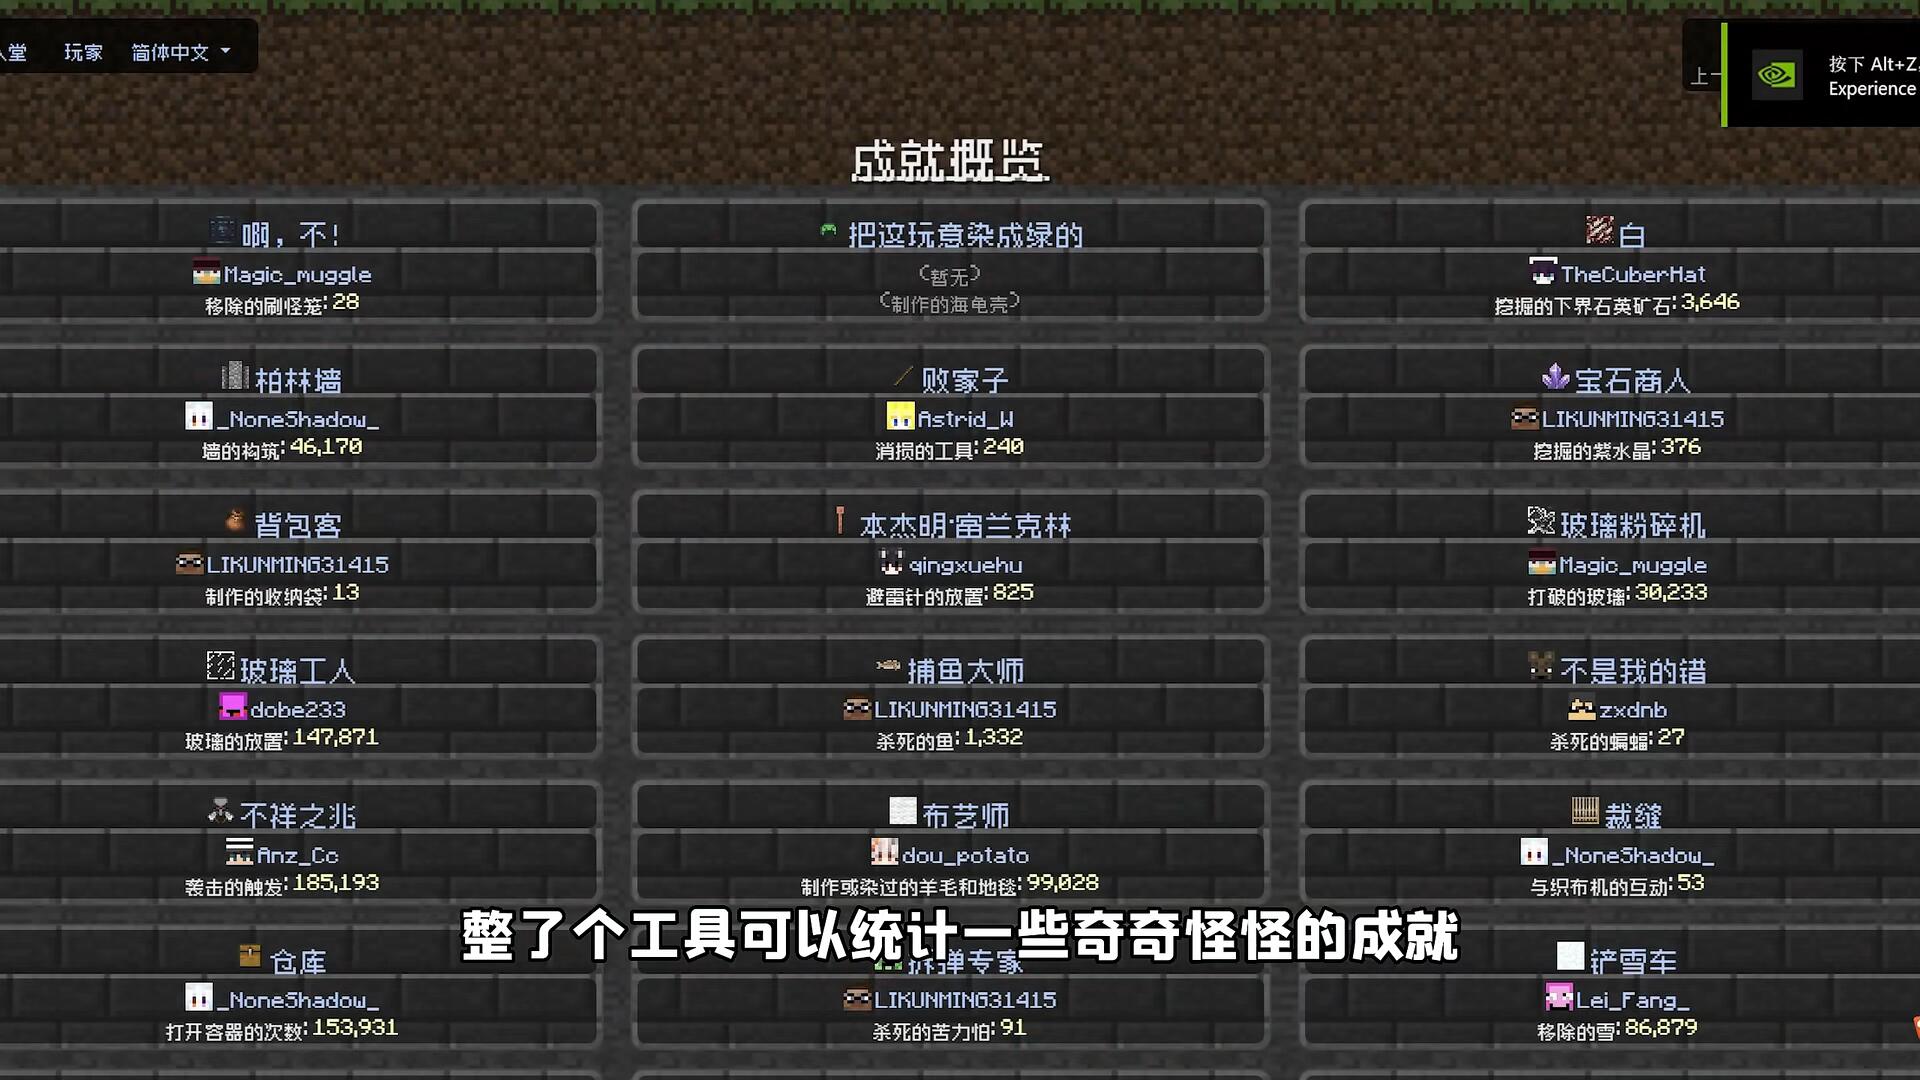 人堂 玩家 简体中文
上一
按下 Alt+Z,
Experience
成就概览
啊，不！
Magic_muggle
移除的刷怪笼:28
把这玩意染成绿的
(暂无)
(制作的海龟壳)
白
TheCuberHat
挖掘的下界石英矿石:3,646
柏林墙
_NoneShadow_
墙的构筑:46,170
败家子
Astrid_W
消损的工具:240
宝石商人
LIKUNMING31415
挖掘的紫水晶:376
背包客
LIKUNMING31415
制作的收纳袋:13
本杰明·富兰克林
qingxuehu
避雷针的放置:825
玻璃粉碎机
Magic_muggle
打破的玻璃:30,233
玻璃工人
dobe233
玻璃的放置:147,871
捕鱼大师
LIKUNMING31415
杀死的鱼:1,332
不是我的错
zxdnb
杀死的蝙蝠:27
不祥之兆
Anz_Cc
袭击的触发:185,193
布艺师
dou_potato
制作或染过的羊毛和地毯:99,028
裁缝
_NoneShadow_
与织布机的互动:53
整了个工具可以统计一些奇奇怪怪的成就
仓库
_NoneShadow_
打开容器的次数:153,931
拆弹专家
LIKUNMING31415
杀死的苦力怕:91
铲雪车
Lei_Fang_
移除的雪:86,879